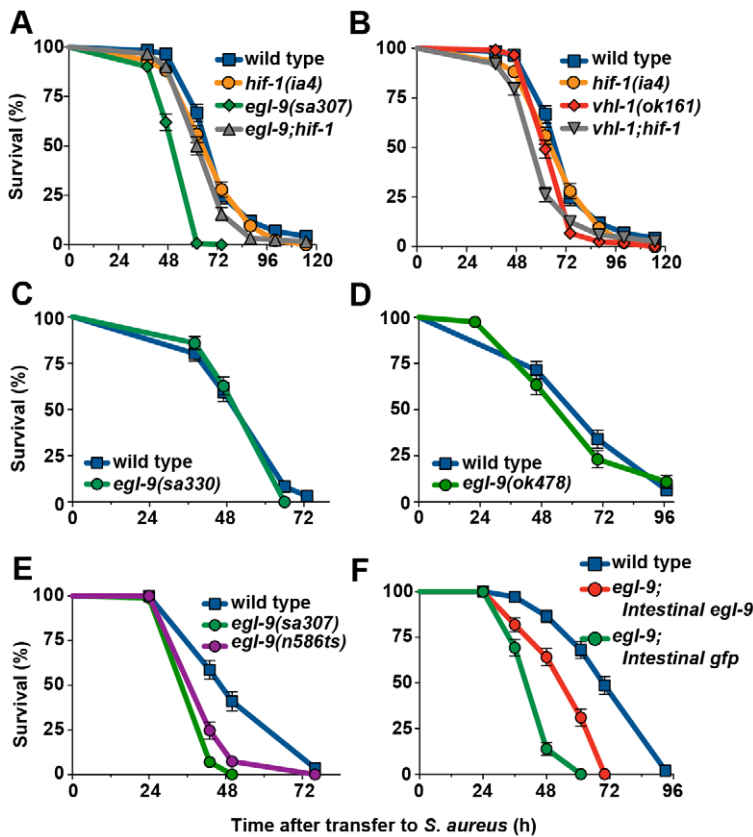 A
100
75
50
25
0
Survival (%)
0 24 48 72 96 120
wild type
hif-1(ia4)
egl-9(sa307)
egl-9;hif-1
B
100
75
50
25
0
0 24 48 72 96 120
wild type
hif-1(ia4)
vhl-1(ok161)
vhl-1;hif-1
C
100
75
50
25
0
Survival (%)
0 24 48 72
wild type
egl-9(sa330)
D
100
75
50
25
0
0 24 48 72 96
wild type
egl-9(ok478)
E
100
75
50
25
0
Survival (%)
0 24 48 72
wild type
egl-9(sa307)
egl-9(n586ts)
F
100
75
50
25
0
0 24 48 72 96
wild type
egl-9;
Intestinal egl-9
egl-9;
Intestinal gfp
Time after transfer to S. aureus (h)